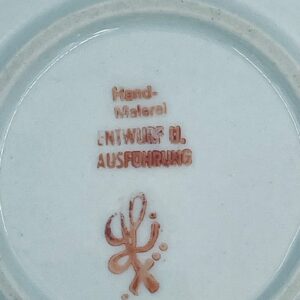 Hand-
Malerei
ENTWURF U.
AUSFÜHRUNG